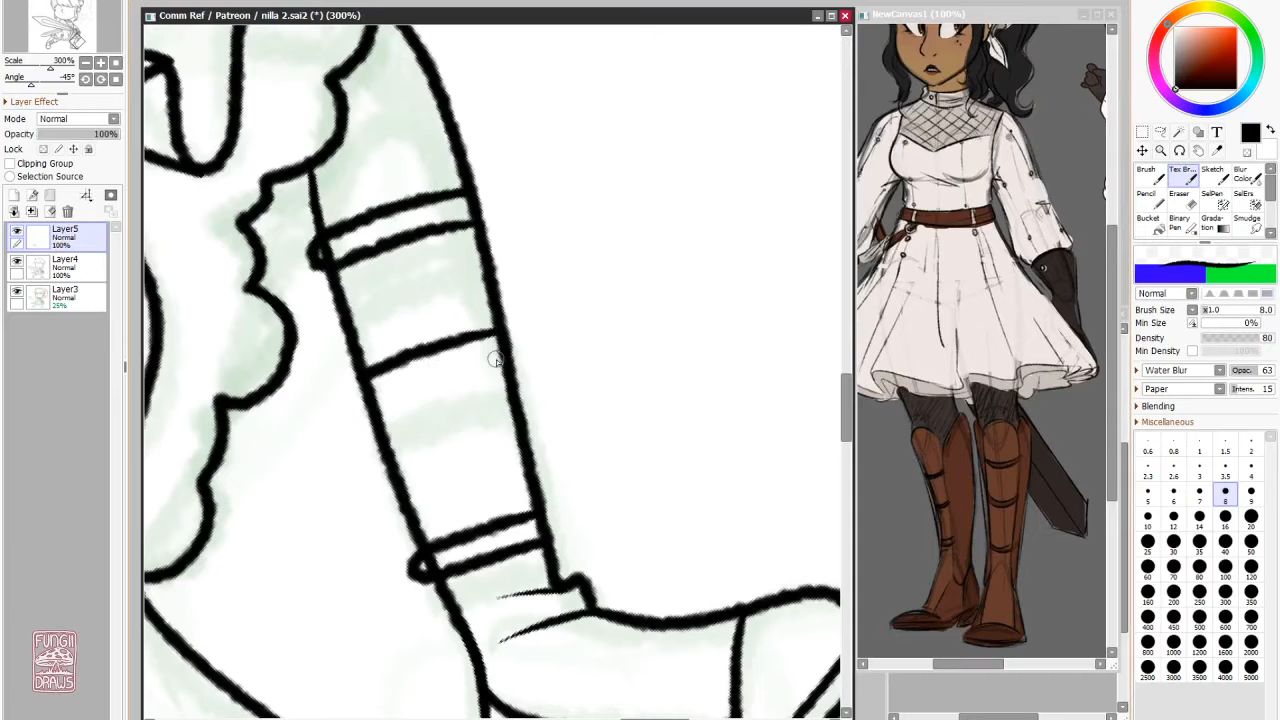 Comm Ref / Patreon / nilla 2.sai2 (*) (300%)
NewCanvas1 (100%)
Scale 300%
Angle -45°
Layer Effect
Mode Normal
Opacity 100%
Lock
Clipping Group
Selection Source
Layer5
Normal
100%
Layer4
Normal
100%
Layer3
Normal
25%
FUNGII
DRAWS
T
Brush Tex Br... Sketch Blur Color...
Pencil Eraser SelPen SelErs
Bucket Binary Pen Grada-tion Smudge
Normal
Brush Size x1.0 8.0
Min Size 0%
Density 80
Min Density 100%
Water Blur Opac. 63
Paper Intens. 15
Blending
Miscellaneous
0.6 0.8 1 1.5 2
2.3 2.6 3 3.5 4
5 6 7 8 9
10 12 14 16 20
25 30 35 40 50
60 70 80 100 120
160 200 250 300 350
400 450 500 600 700
800 1000 1200 1600 2000
2500 3000 3500 4000 5000